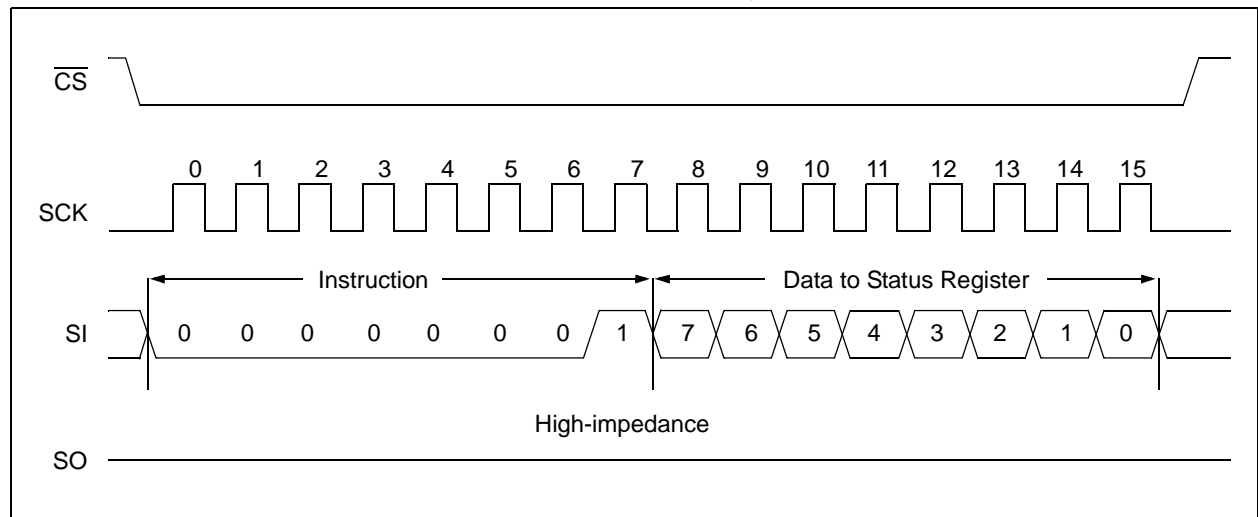 CS
0 1 2 3 4 5 6 7 8 9 10 11 12 13 14 15
SCK
Instruction Data to Status Register
SI 0 0 0 0 0 0 0 1 7 6 5 4 3 2 1 0
High-impedance
SO